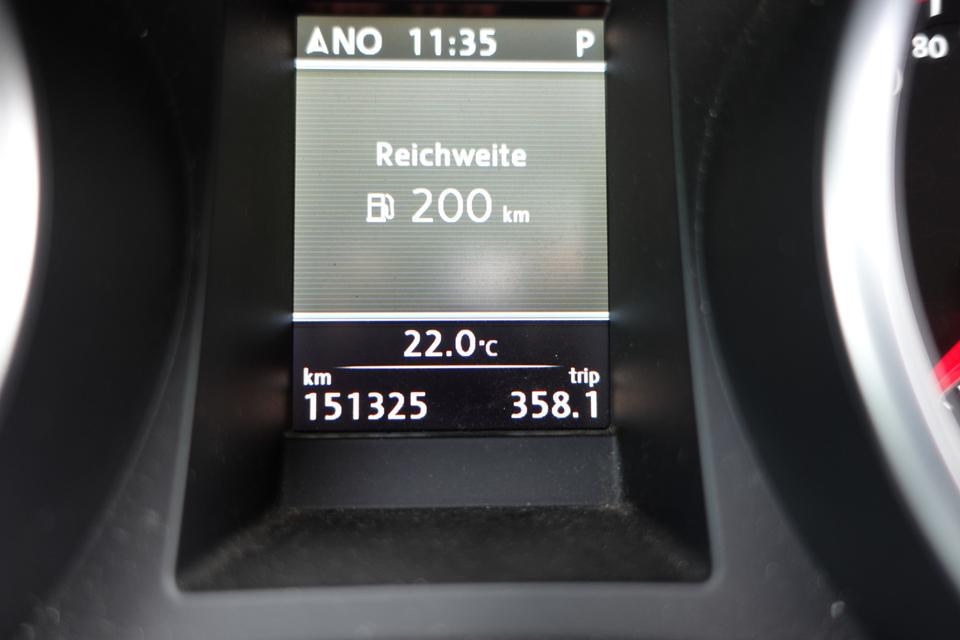 ANO 11:35 P
Reichweite
200 km
22.0°C
km trip
151325 358.1
80